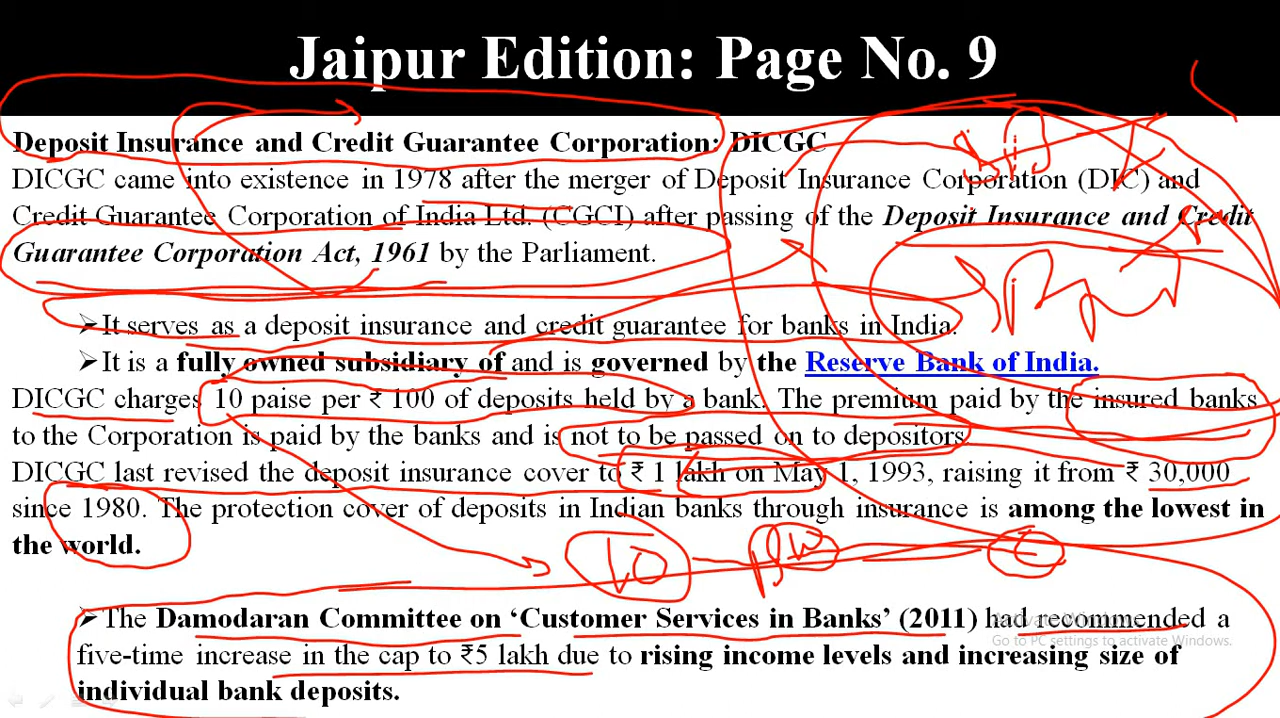 Jaipur Edition: Page No. 9
Deposit Insurance and Credit Guarantee Corporation: DICGC
DICGC came into existence in 1978 after the merger of Deposit Insurance Corporation (DIC) and
Credit Guarantee Corporation of India Ltd. (CGCI) after passing of the Deposit Insurance and Credit
Guarantee Corporation Act, 1961 by the Parliament.
➢It serves as a deposit insurance and credit guarantee for banks in India.
➢It is a fully owned subsidiary of and is governed by the Reserve Bank of India.
DICGC charges 10 paise per ₹ 100 of deposits held by a bank. The premium paid by the insured banks
to the Corporation is paid by the banks and is not to be passed on to depositors.
DICGC last revised the deposit insurance cover to ₹ 1 lakh on May 1, 1993, raising it from ₹ 30,000
since 1980. The protection cover of deposits in Indian banks through insurance is among the lowest in
the world.
➢The Damodaran Committee on ‘Customer Services in Banks’ (2011) had recommended a
five-time increase in the cap to ₹5 lakh due to rising income levels and increasing size of
individual bank deposits.
Activate Windows
Go to PC settings to activate Windows.